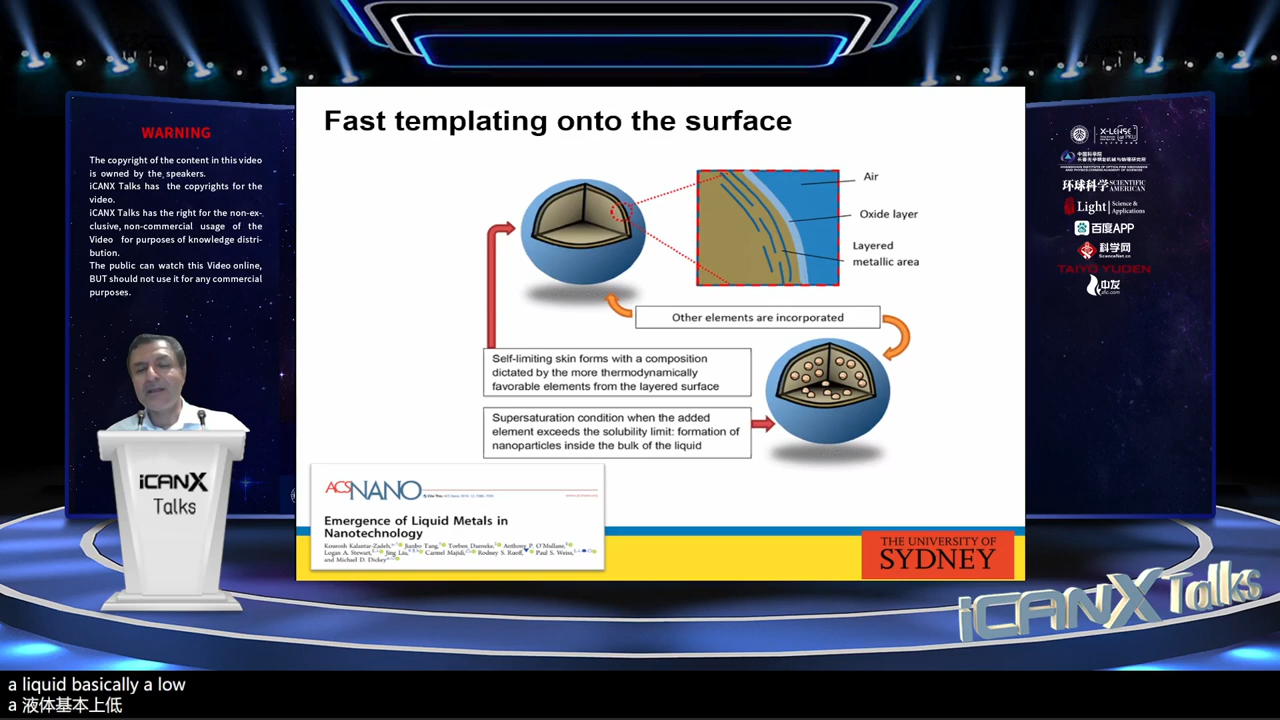 WARNING
The copyright of the content in this video
is owned by the speakers.
iCANX Talks has the copyrights for the
video.
iCANX Talks has the right for the non-ex-
clusive, non-commercial usage of the
Video for purposes of knowledge distri-
bution.
The public can watch this Video online,
BUT should not use it for any commercial
purposes.
iCANX
Talks
Fast templating onto the surface
Air
Oxide layer
Layered
metallic area
Other elements are incorporated
Self-limiting skin forms with a composition
dictated by the more thermodynamically
favorable elements from the layered surface
Supersaturation condition when the added
element exceeds the solubility limit: formation of
nanoparticles inside the bulk of the liquid
ACS NANO
Emergence of Liquid Metals in
Nanotechnology
Kourosh Kalantar-Zadeh, Jianbo Tang, Torben Daeneke, Anthony P. O'Mullane,
Logan A. Stewart, Jing Liu, Carmel Majidi, Rodney S. Ruoff, Paul S. Weiss,
and Michael D. Dickey
THE UNIVERSITY OF
SYDNEY
X-LENSE
环球科学 SCIENTIFIC AMERICAN
Light Science & Applications
百度APP
科学网
ScienceNet.cn
TAIYO YUDEN
中友
iCANX Talks
a liquid basically a low
a 液体基本上低